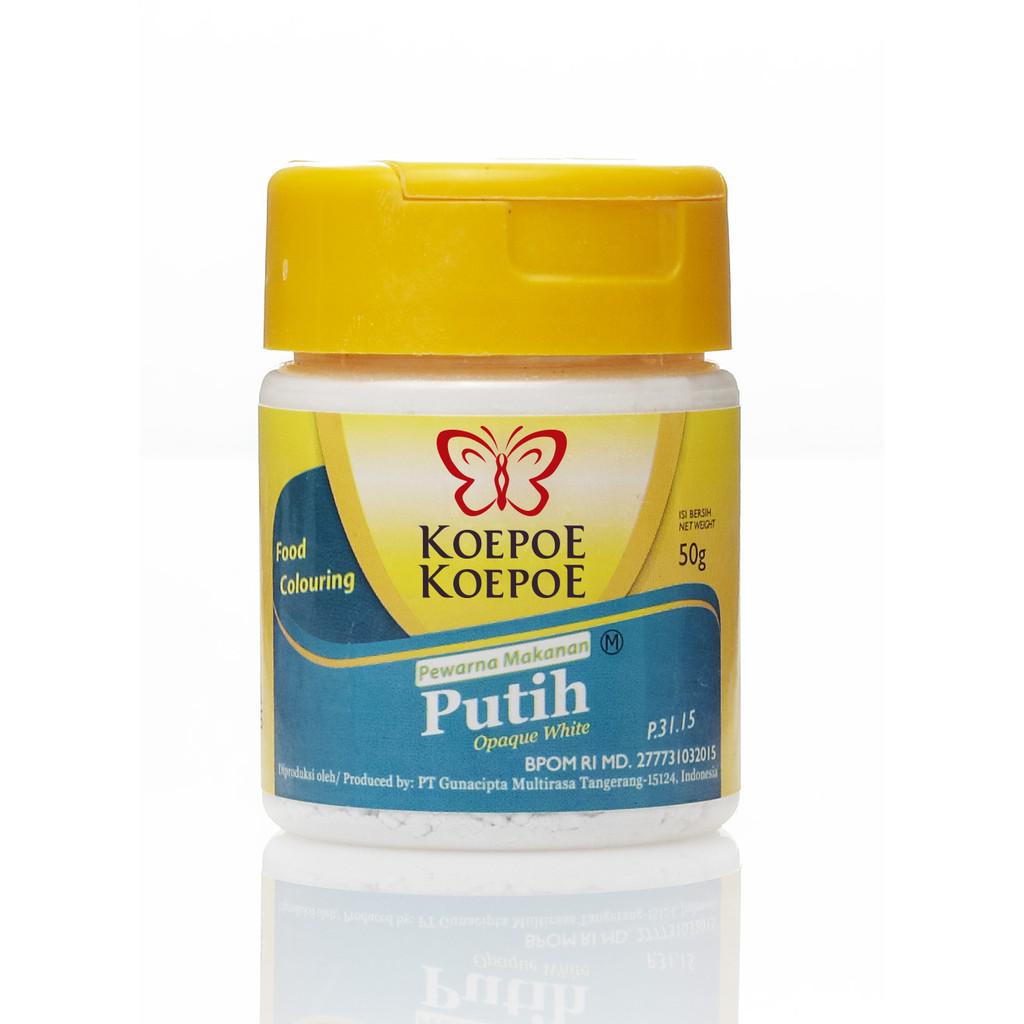 KOEPOE
KOEPOE
Food
Colouring
ISI BERSIH
NET WEIGHT
50g
Pewarna Makanan
M
Putih
Opaque White
P.31.15
BPOM RI MD. 277731032015
Diproduksi oleh/ Produced by: PT Gunacipta Multirasa Tangerang-15124, Indonesia